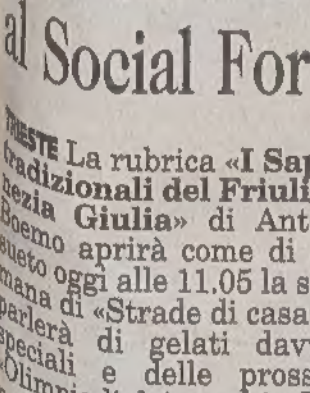 al Social For
TRIESTE La rubrica «I Sap
tradizionali del Friuli
nezia Giulia» di Ant
Boemo aprirà come di
sueto oggi alle 11.05 la s
mana di «Strade di casa
parlerà di gelati davv
speciali e delle pross